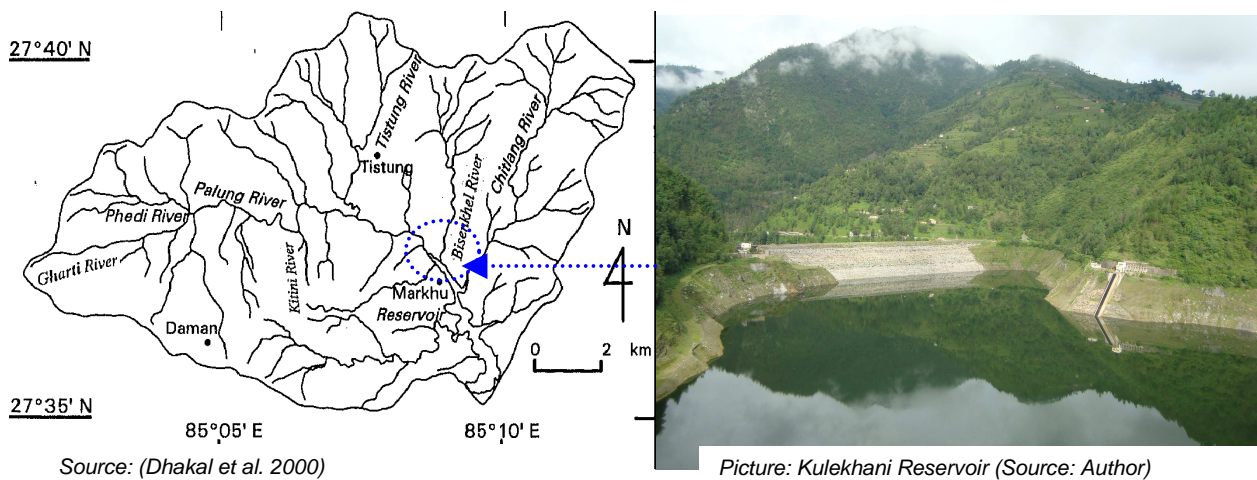 27°40' N
Tistung River
Tistung
Chitlang River
Bisenkhel River
Palung River
Phedi River
Gharti River
Kitini River
Markhu
Reservoir
Daman
N
0 2 km
27°35' N
85°05' E 85°10' E
Source: (Dhakal et al. 2000)
Picture: Kulekhani Reservoir (Source: Author)